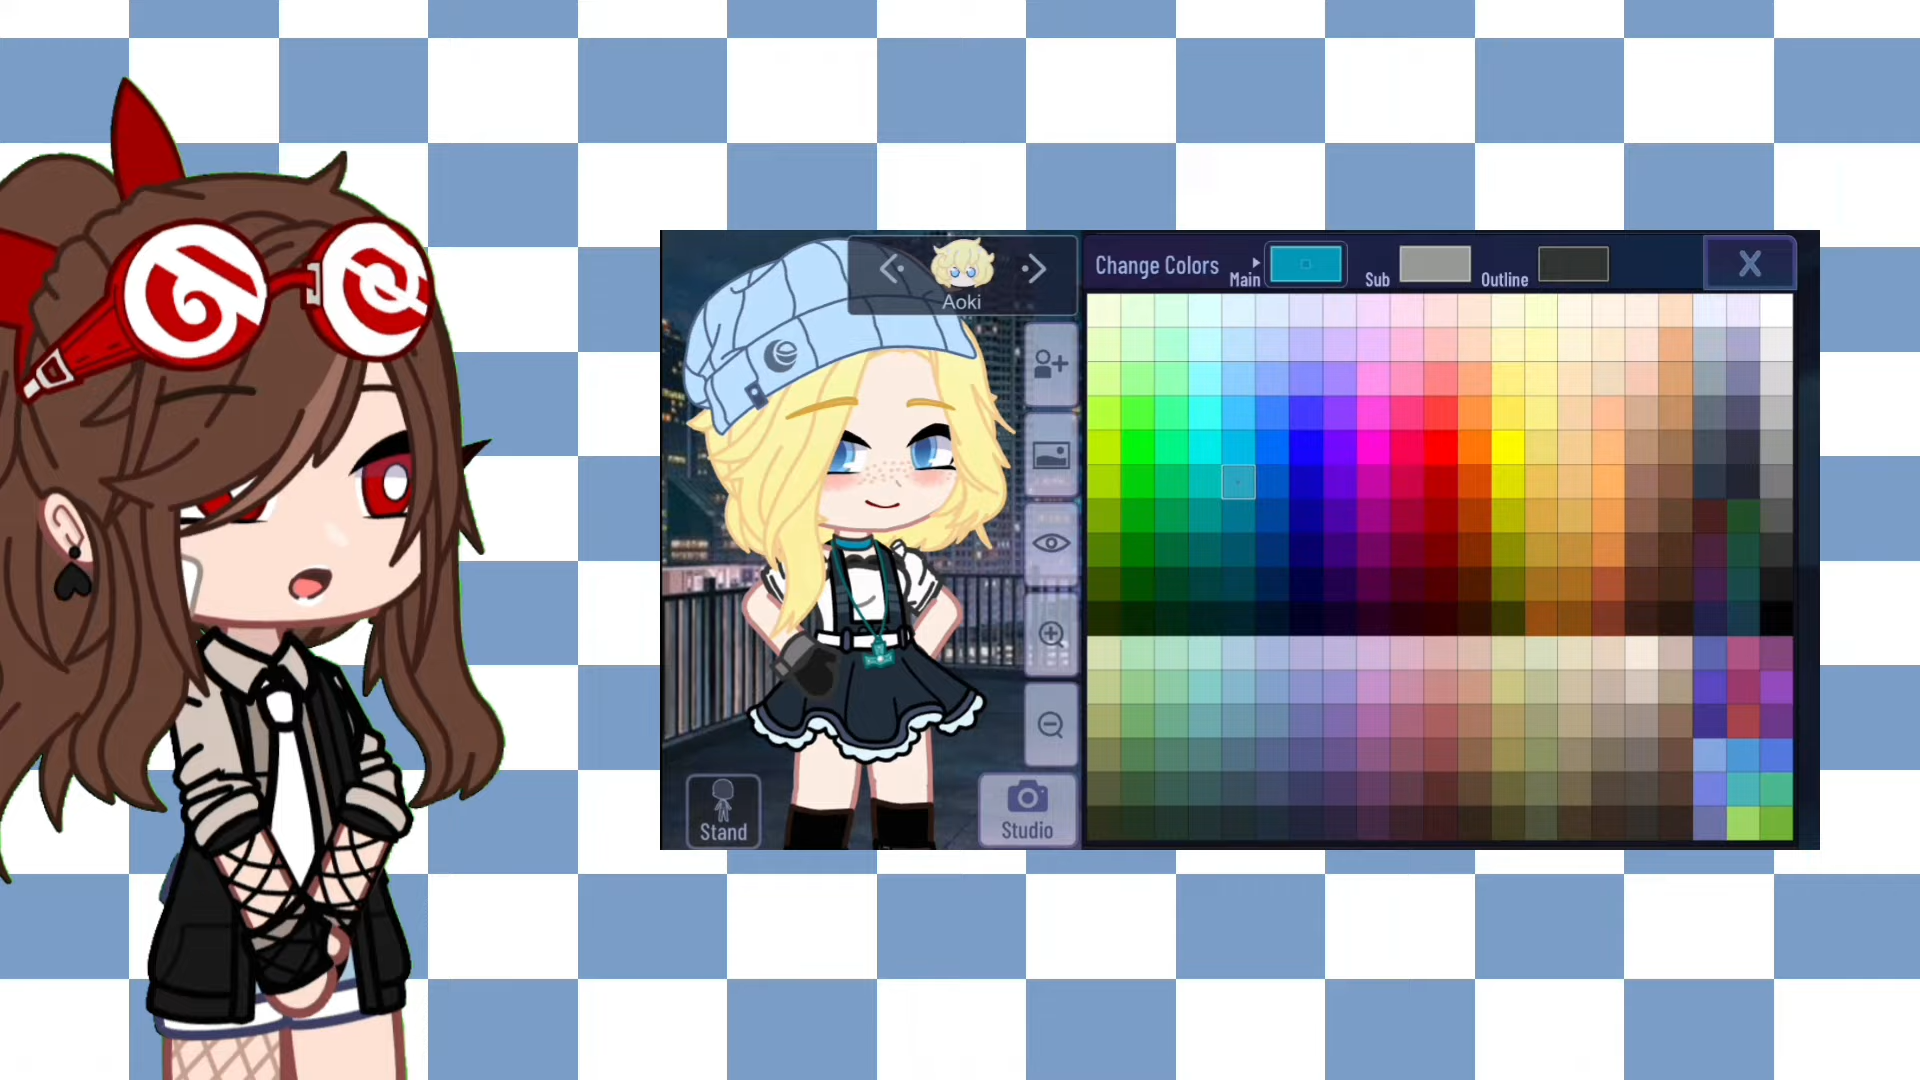 Aoki
Change Colors
Main
Sub
Outline
X
Stand
Studio